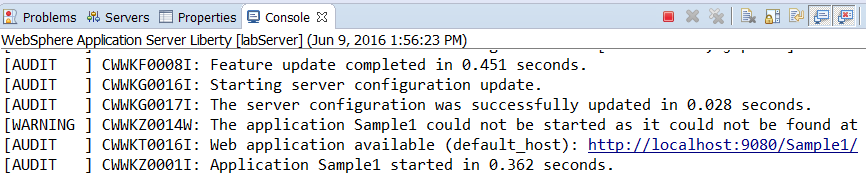 Problems Servers Properties Console
WebSphere Application Server Liberty [labServer] (Jun 9, 2016 1:56:23 PM)
[AUDIT   ] CWWKF0008I: Feature update completed in 0.451 seconds.
[AUDIT   ] CWWKG0016I: Starting server configuration update.
[AUDIT   ] CWWKG0017I: The server configuration was successfully updated in 0.028 seconds.
[WARNING ] CWWKZ0014W: The application Sample1 could not be started as it could not be found at
[AUDIT   ] CWWKT0016I: Web application available (default_host): http://localhost:9080/Sample1/
[AUDIT   ] CWWKZ0001I: Application Sample1 started in 0.362 seconds.